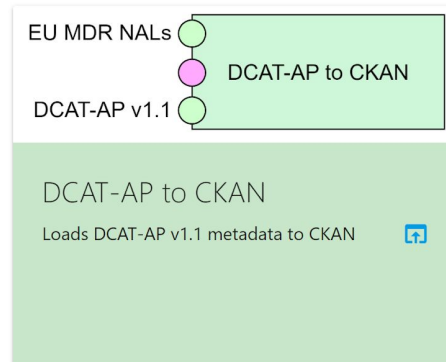 EU MDR NALs
DCAT-AP to CKAN
DCAT-AP v1.1
DCAT-AP to CKAN
Loads DCAT-AP v1.1 metadata to CKAN